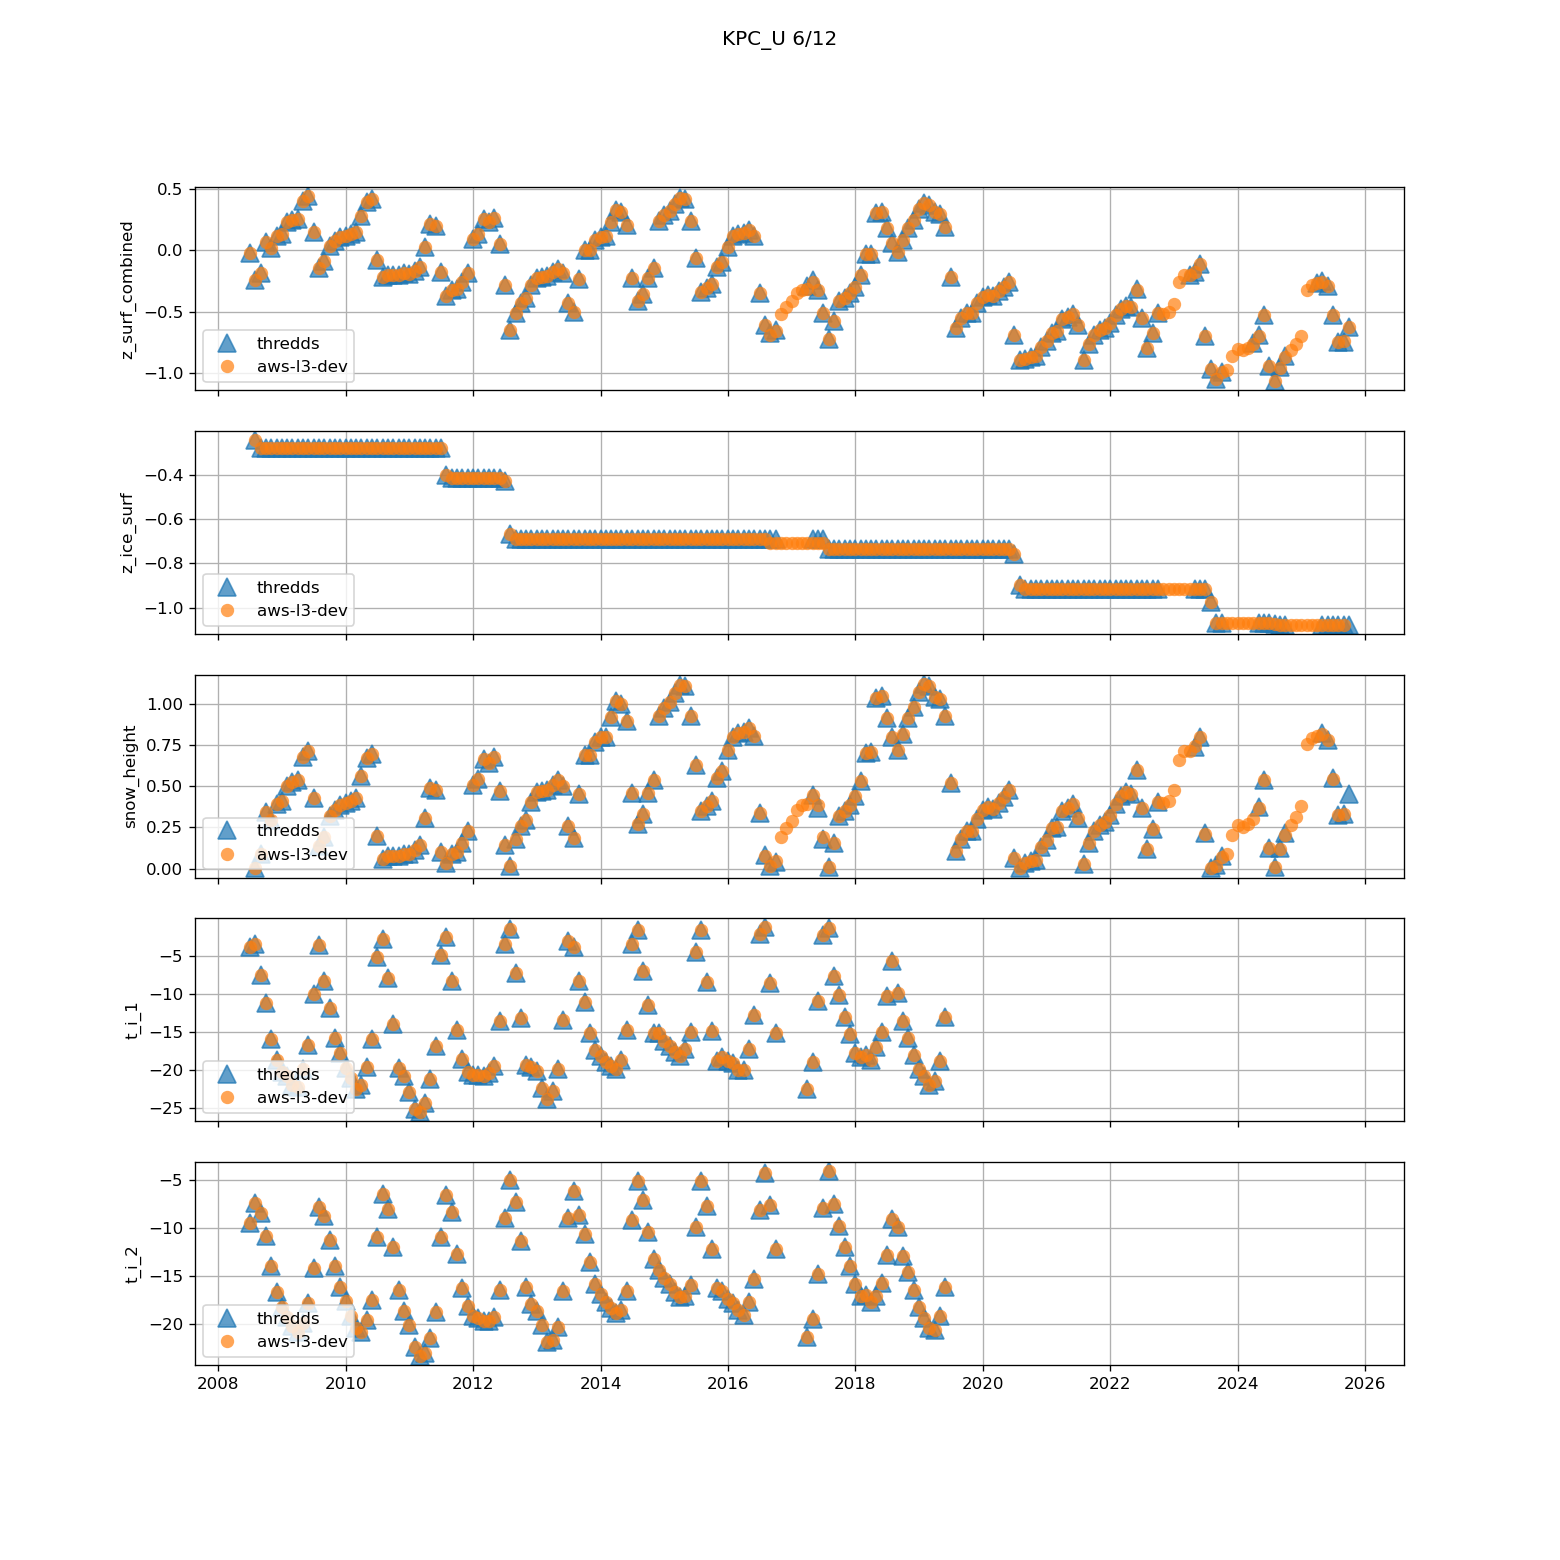 KPC_U 6/12
0.5
0.0
−0.5
−1.0
z_surf_combined
thredds
aws-l3-dev
−0.4
−0.6
−0.8
−1.0
z_ice_surf
thredds
aws-l3-dev
1.00
0.75
0.50
0.25
0.00
snow_height
thredds
aws-l3-dev
−5
−10
−15
−20
−25
t_i_1
thredds
aws-l3-dev
−5
−10
−15
−20
t_i_2
thredds
aws-l3-dev
2008 2010 2012 2014 2016 2018 2020 2022 2024 2026